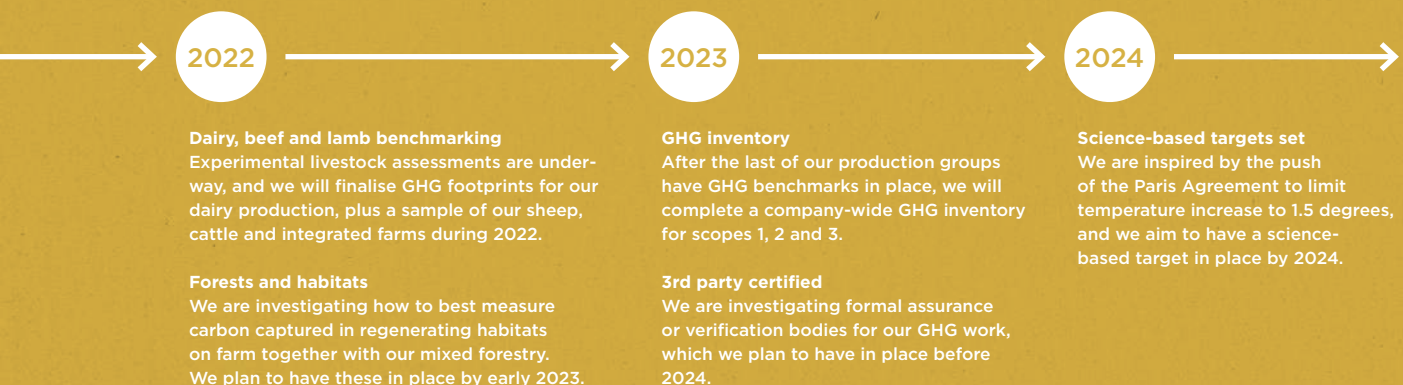 2022
Dairy, beef and lamb benchmarking
Experimental livestock assessments are under-
way, and we will finalise GHG footprints for our
dairy production, plus a sample of our sheep,
cattle and integrated farms during 2022.
Forests and habitats
We are investigating how to best measure
carbon captured in regenerating habitats
on farm together with our mixed forestry.
We plan to have these in place by early 2023.
2023
GHG inventory
After the last of our production groups
have GHG benchmarks in place, we will
complete a company-wide GHG inventory
for scopes 1, 2 and 3.
3rd party certified
We are investigating formal assurance
or verification bodies for our GHG work,
which we plan to have in place before
2024.
2024
Science-based targets set
We are inspired by the push
of the Paris Agreement to limit
temperature increase to 1.5 degrees,
and we aim to have a science-
based target in place by 2024.